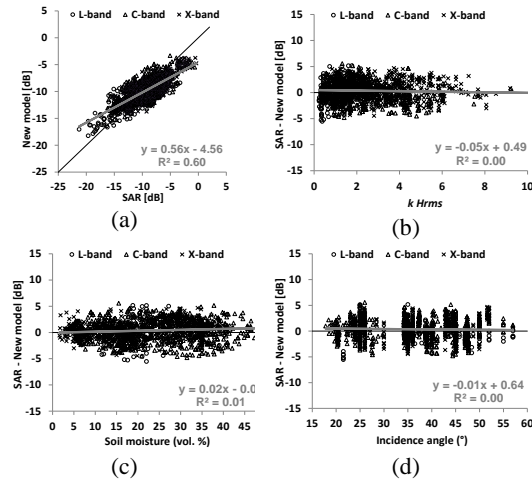 ○ L-band △ C-band × X-band
New model [dB]
5
0
-5
-10
-15
-20
-25
-25 -20 -15 -10 -5 0 5
SAR [dB]
y = 0.56x - 4.56
R² = 0.60
(a)
○ L-band △ C-band × X-band
SAR - New model [dB]
15
10
5
0
-5
-10
-15
0 2 4 6 8 10
k Hrms
y = -0.05x + 0.49
R² = 0.00
(b)
○ L-band △ C-band × X-band
SAR - New model [dB]
15
10
5
0
-5
-10
-15
0 5 10 15 20 25 30 35 40 45
Soil moisture (vol. %)
y = 0.02x - 0.0
R² = 0.01
(c)
○ L-band △ C-band × X-band
SAR - New model [dB]
15
10
5
0
-5
-10
-15
15 20 25 30 35 40 45 50 55 60
Incidence angle (°)
y = -0.01x + 0.64
R² = 0.00
(d)